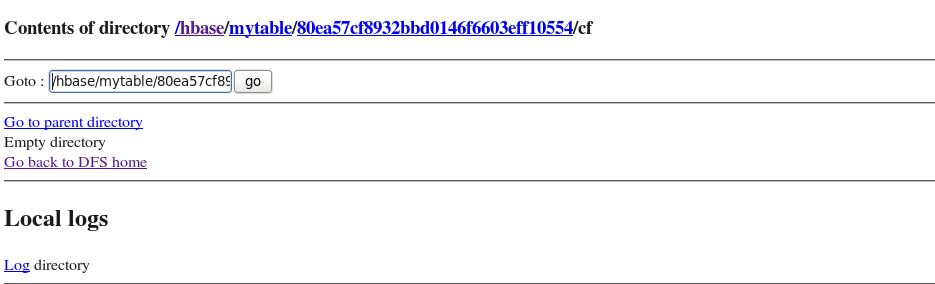 Contents of directory /hbase/mytable/80ea57cf8932bbd0146f6603eff10554/cf
Goto : /hbase/mytable/80ea57cf89 go
Go to parent directory
Empty directory
Go back to DFS home
Local logs
Log directory